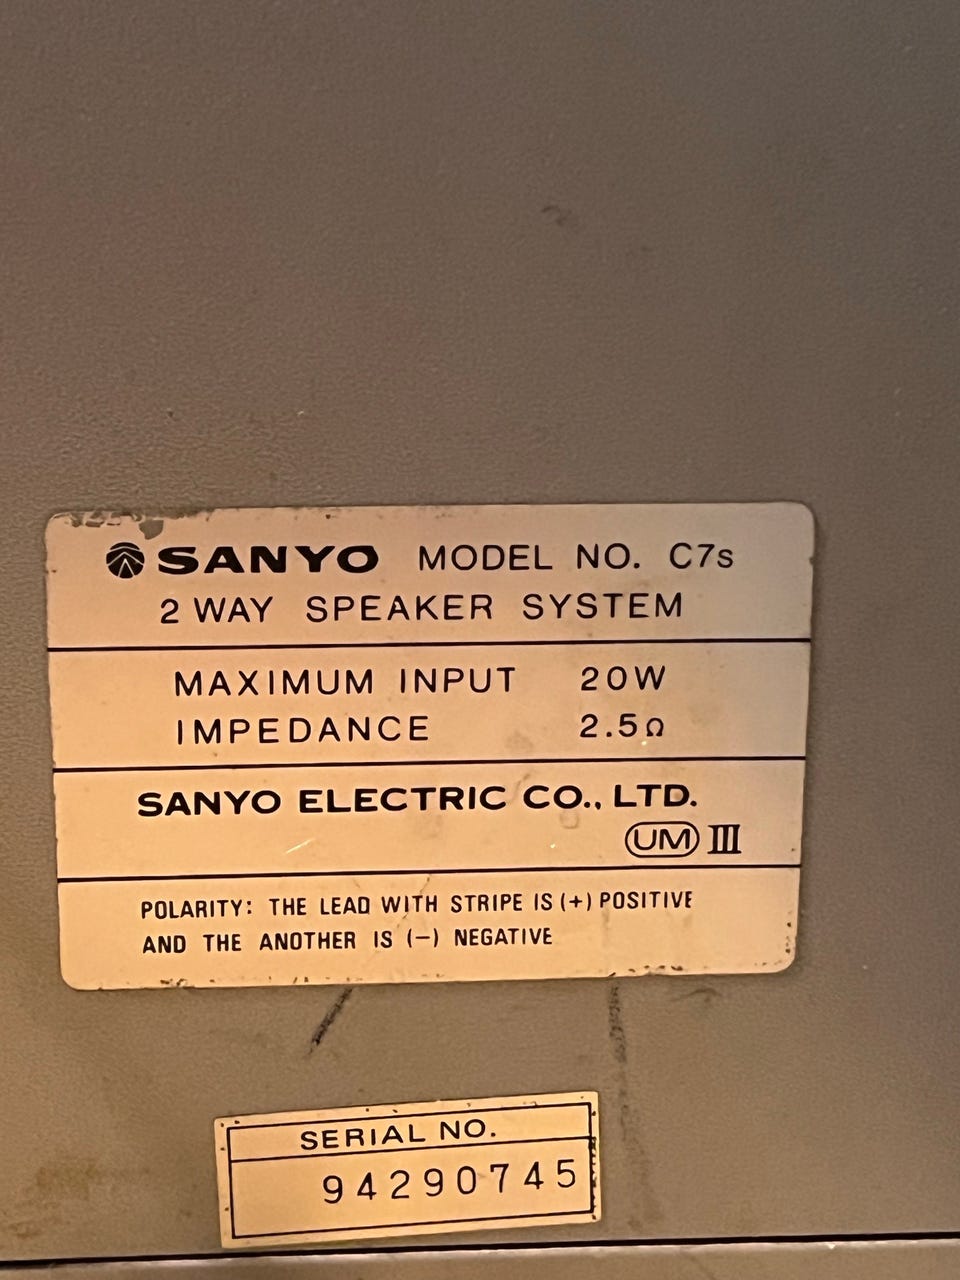 SANYO MODEL NO. C7s
2 WAY SPEAKER SYSTEM
MAXIMUM INPUT 20W
IMPEDANCE 2.5Ω
SANYO ELECTRIC CO., LTD.
UM III
POLARITY: THE LEAD WITH STRIPE IS (+) POSITIVE
AND THE ANOTHER IS (-) NEGATIVE
SERIAL NO.
94290745